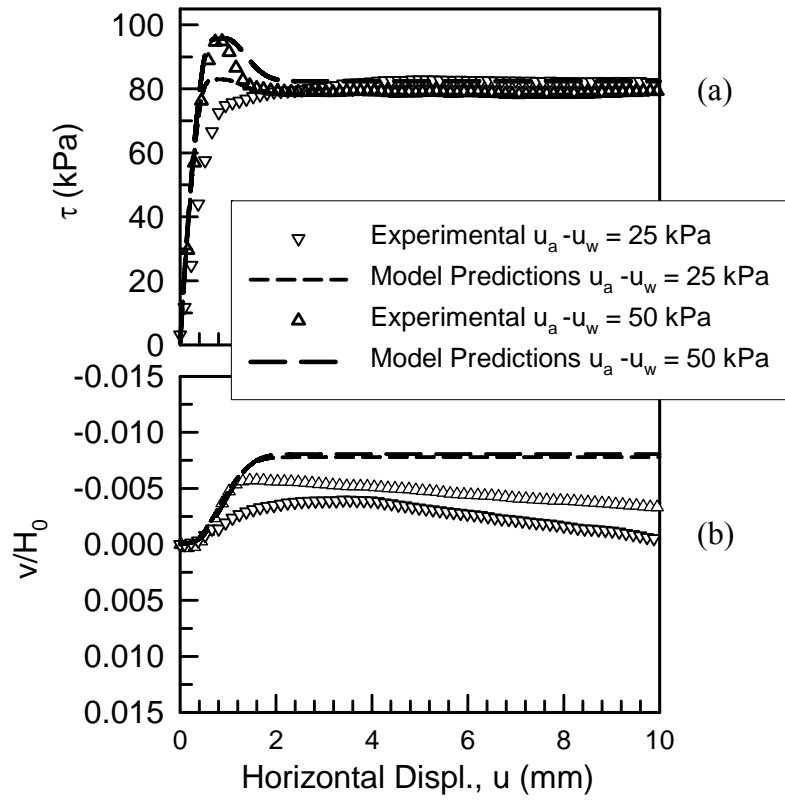 100
80
60
40
20
0
τ (kPa)
(a)
Experimental u_a -u_w = 25 kPa
Model Predictions u_a -u_w = 25 kPa
Experimental u_a -u_w = 50 kPa
Model Predictions u_a -u_w = 50 kPa
-0.015
-0.010
-0.005
0.000
0.005
0.010
0.015
v/H_0
(b)
0 2 4 6 8 10
Horizontal Displ., u (mm)